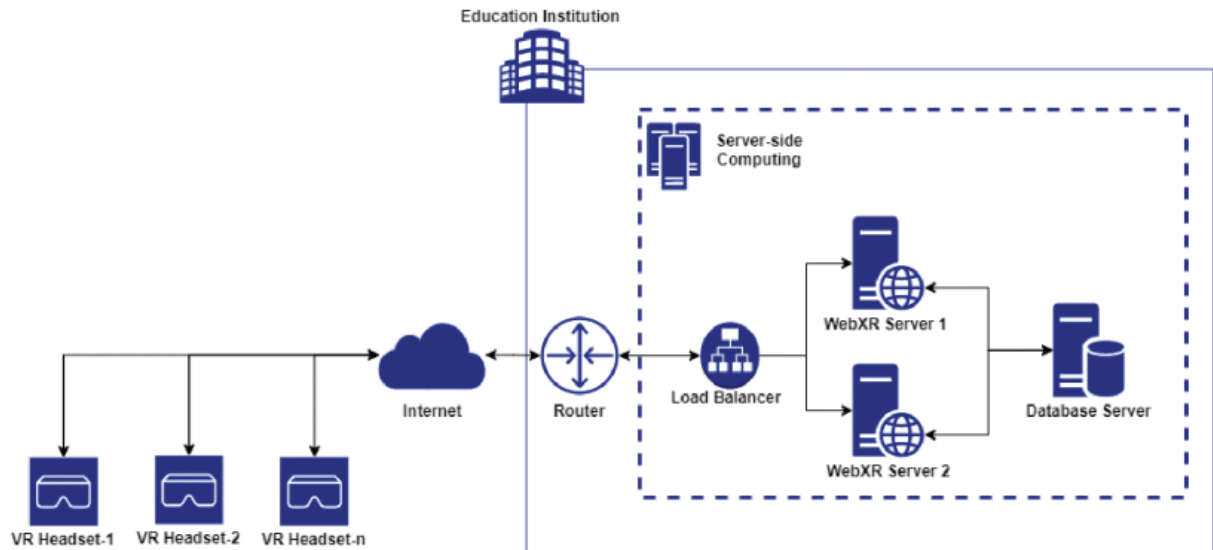 Education Institution
Server-side
Computing
WebXR Server 1
Internet
Router
Load Balancer
Database Server
WebXR Server 2
VR Headset-1
VR Headset-2
VR Headset-n